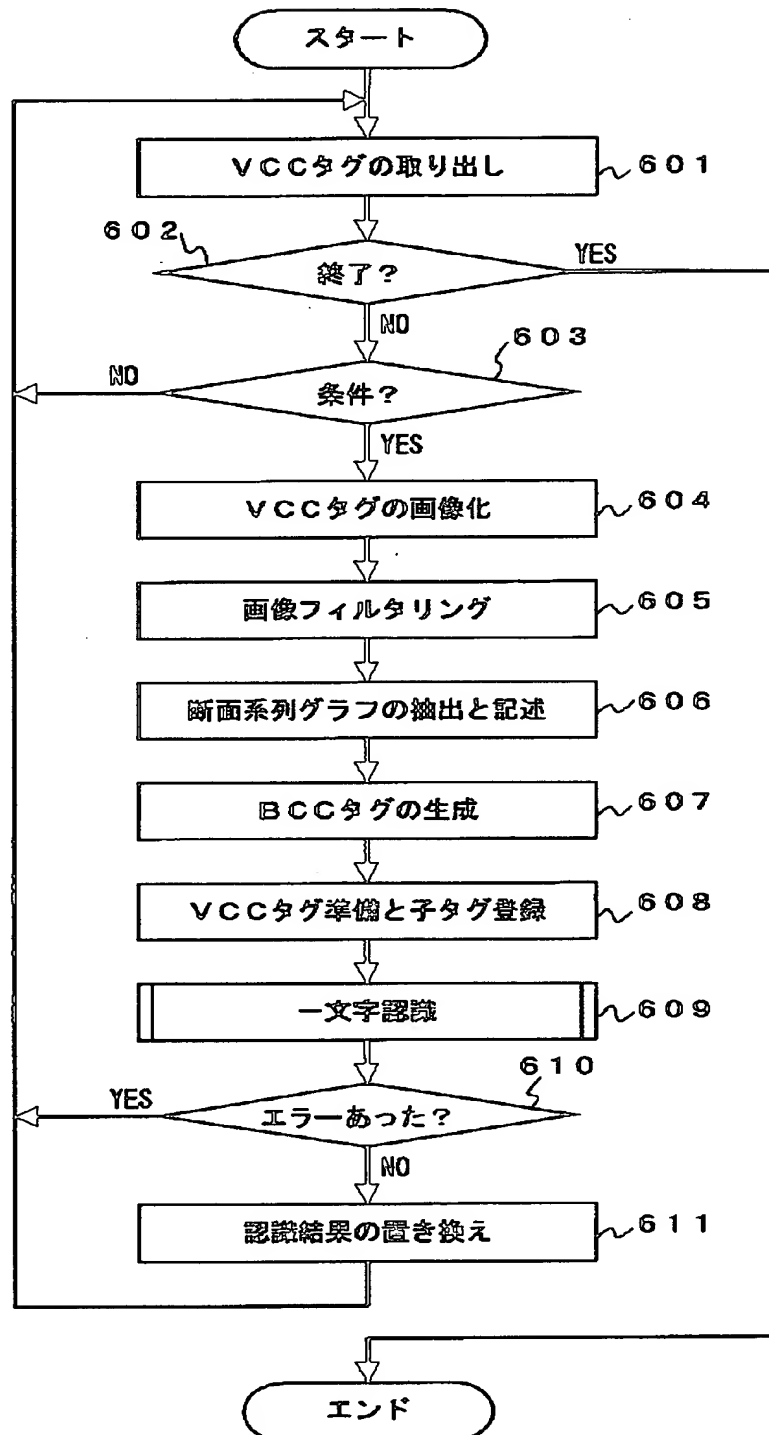 スタート
VCCタグの取り出し
601
602
終了?
YES
NO
603
条件?
NO
YES
VCCタグの画像化
604
画像フィルタリング
605
断面系列グラフの抽出と記述
606
BCCタグの生成
607
VCCタグ準備と子タグ登録
608
一文字認識
609
610
エラーあった?
YES
NO
認識結果の置き換え
611
エンド